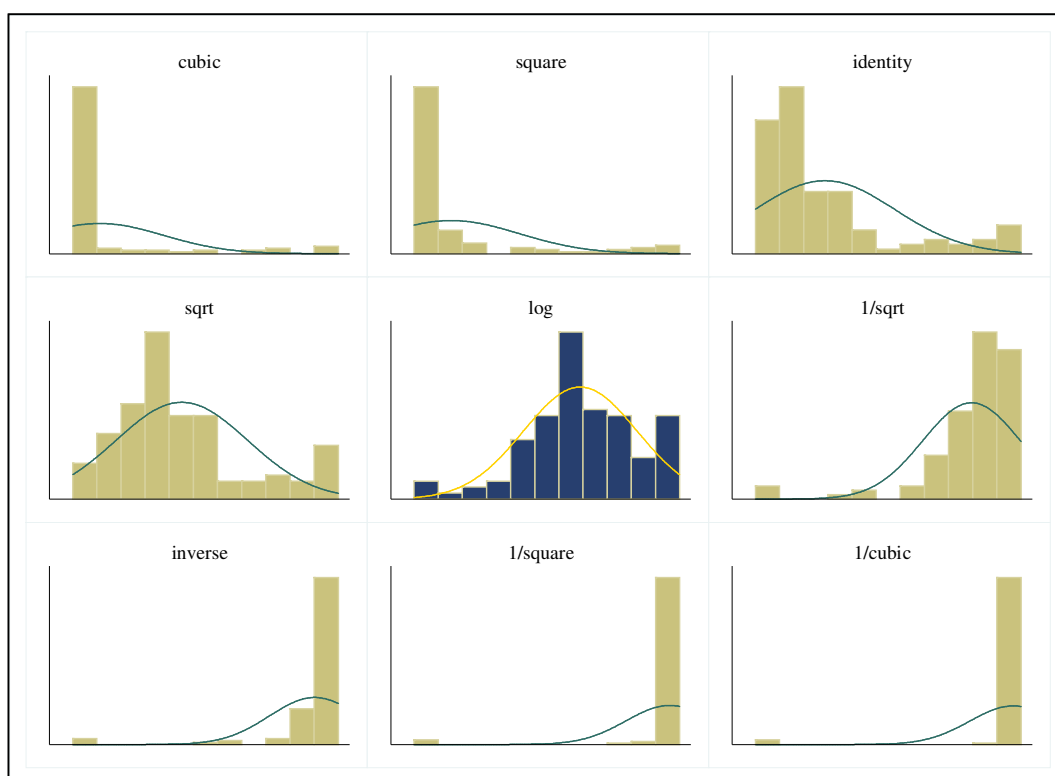 cubic
square
identity
sqrt
log
1/sqrt
inverse
1/square
1/cubic